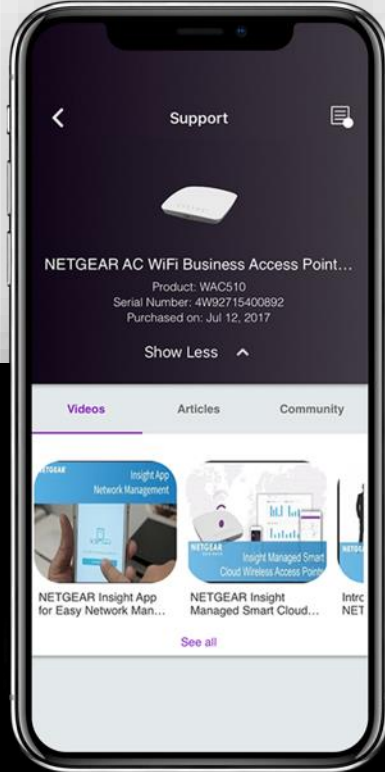 Support
NETGEAR AC WiFi Business Access Point...
Product: WAC510
Serial Number: 4W92715400892
Purchased on: Jul 12, 2017
Show Less
Videos
Articles
Community
NETGEAR
Insight App
Network Management
NETGEAR Insight App
for Easy Network Man...
NETGEAR
Insight Managed Smart
Cloud Wireless Access Points
NETGEAR Insight
Managed Smart Cloud...
Intro
NET
See all